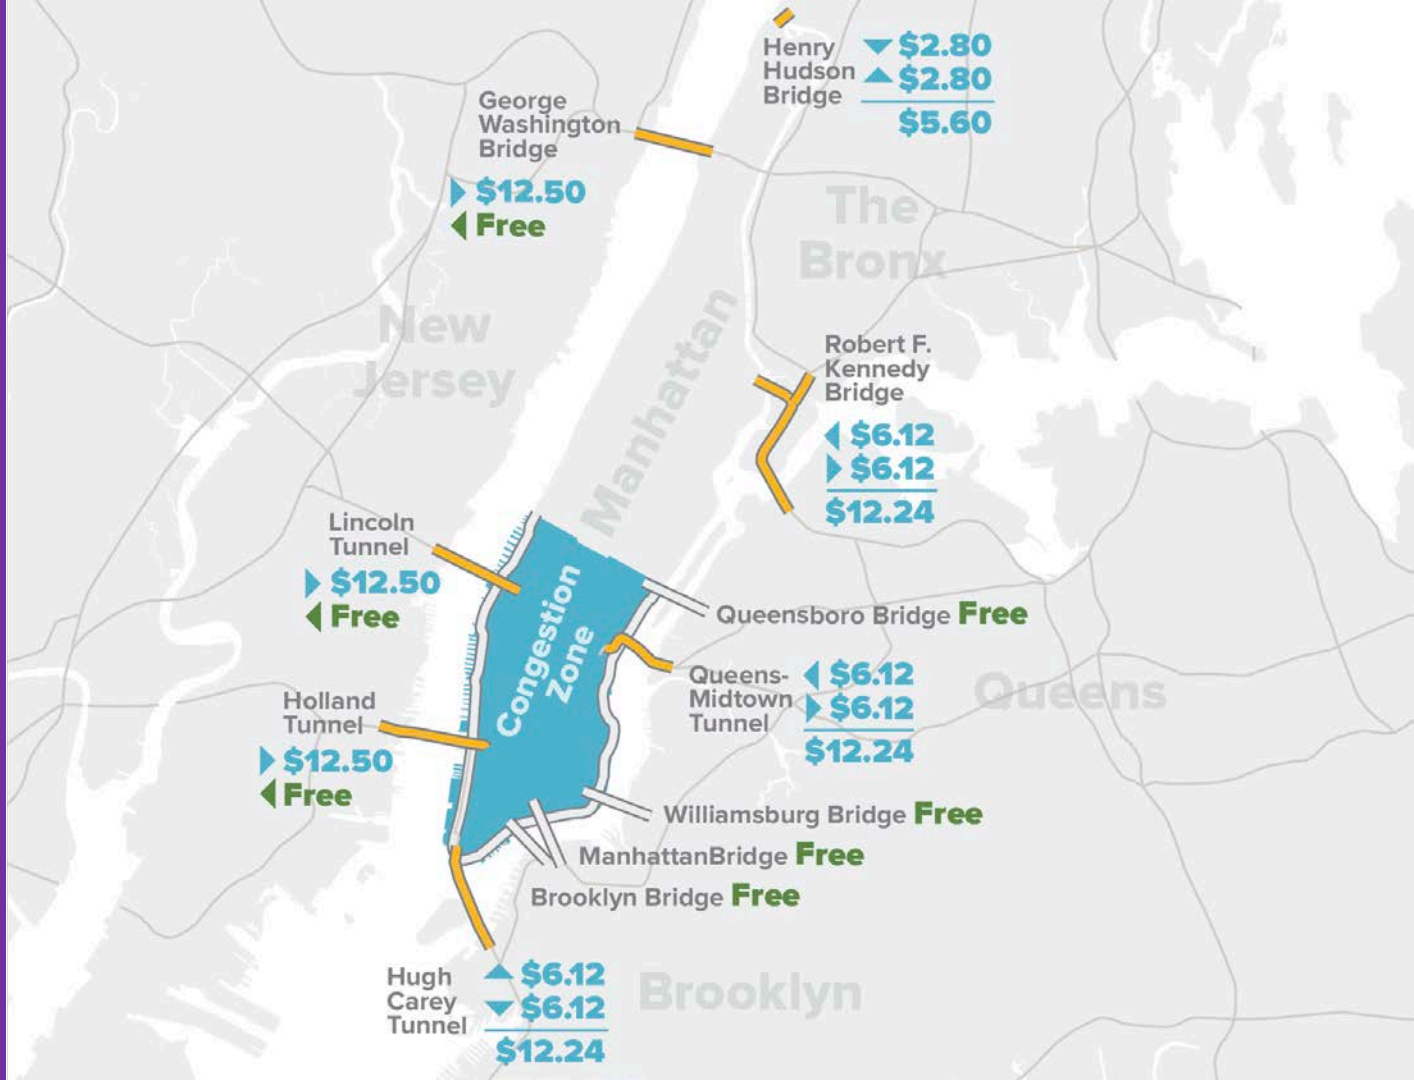 Henry
Hudson
Bridge
▼ $2.80
▲ $2.80
$5.60
George
Washington
Bridge
▶ $12.50
◀ Free
The
Bronx
New
Jersey
Manhattan
Robert F.
Kennedy
Bridge
◀ $6.12
▶ $6.12
$12.24
Lincoln
Tunnel
▶ $12.50
◀ Free
Congestion
Zone
Queensboro Bridge Free
Queens-
Midtown
Tunnel
◀ $6.12
▶ $6.12
$12.24
Queens
Holland
Tunnel
▶ $12.50
◀ Free
Williamsburg Bridge Free
ManhattanBridge Free
Brooklyn Bridge Free
Hugh
Carey
Tunnel
▲ $6.12
▼ $6.12
$12.24
Brooklyn